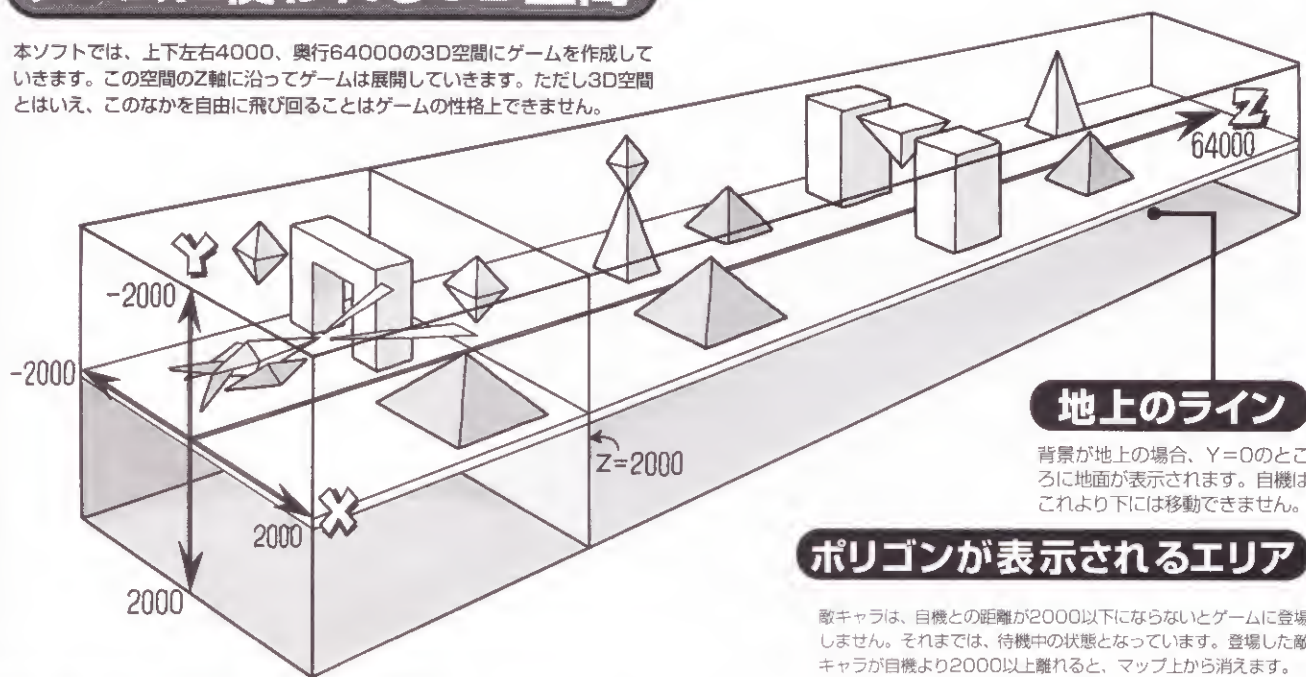 本ソフトでは、上下左右4000、奥行64000の3D空間にゲームを作成して
いきます。この空間のZ軸に沿ってゲームは展開していきます。ただし3D空間
とはいえ、このなかを自由に飛び回ることはゲームの性格上できません。
Z
64000
Y
-2000
-2000
Z=2000
X
2000
2000
地上のライン
背景が地上の場合、Y=0のとこ
ろに地面が表示されます。自機は
これより下には移動できません。
ポリゴンが表示されるエリア
敵キャラは、自機との距離が2000以下にならないとゲームに登場
しません。それまでは、待機中の状態となっています。登場した敵
キャラが自機より2000以上離れると、マップ上から消えます。